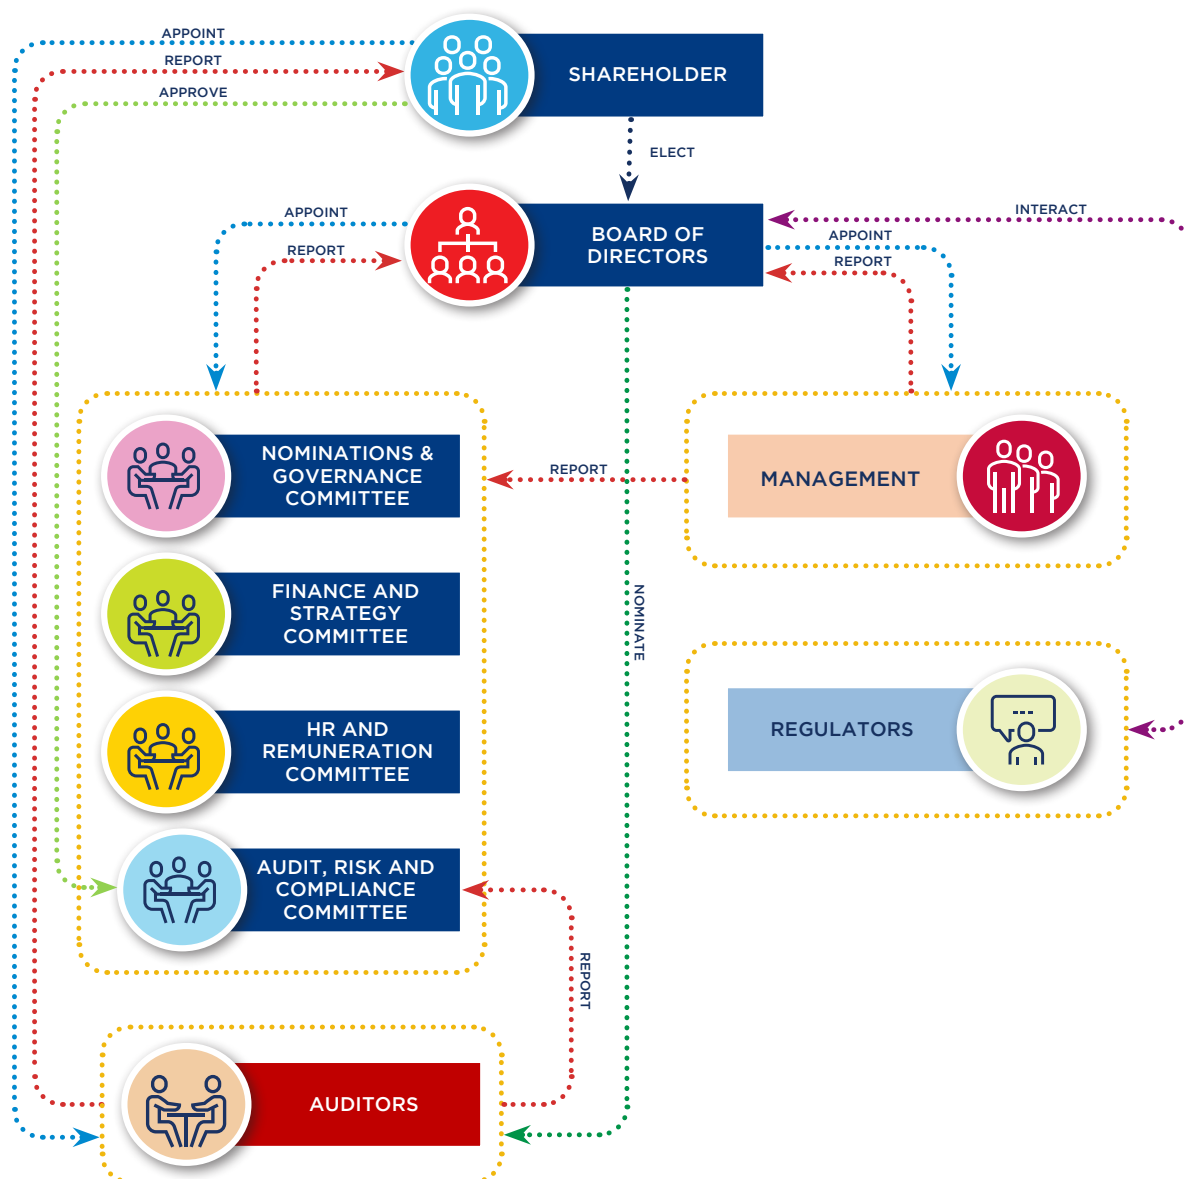 APPOINT
REPORT
APPROVE
SHAREHOLDER
ELECT
APPOINT
REPORT
BOARD OF
DIRECTORS
INTERACT
APPOINT
REPORT
NOMINATIONS &
GOVERNANCE
COMMITTEE
REPORT
MANAGEMENT
FINANCE AND
STRATEGY
COMMITTEE
NOMINATE
HR AND
REMUNERATION
COMMITTEE
REGULATORS
AUDIT, RISK AND
COMPLIANCE
COMMITTEE
REPORT
AUDITORS